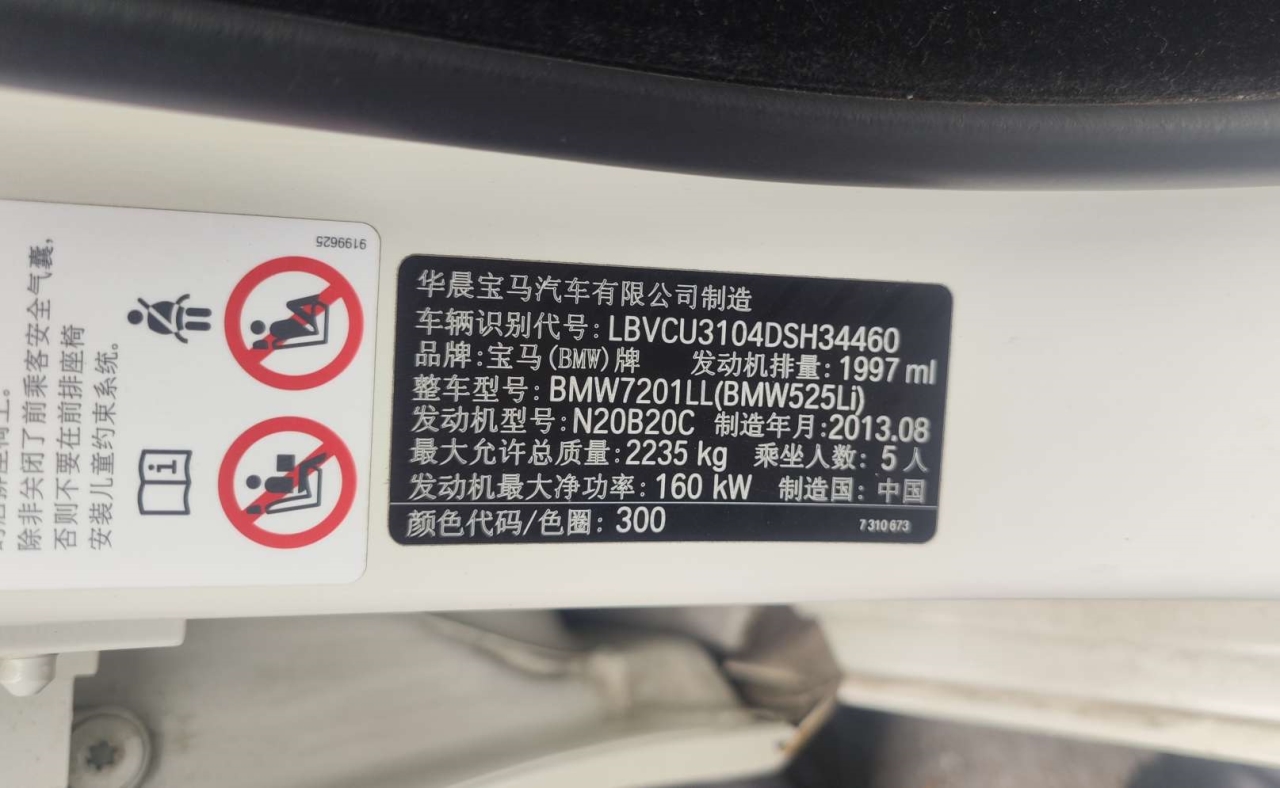 华晨宝马汽车有限公司制造
车辆识别代号: LBVCU3104DSH34460
品牌:宝马(BMW)牌 发动机排量: 1997 ml
整车型号: BMW7201LL(BMW525Li)
发动机型号: N20B20C 制造年月:2013.08
最大允许总质量:2235 kg 乘坐人数: 5人
发动机最大净功率: 160 kW 制造国: 中国
颜色代码/色圈: 300
7 310 673
9199625
除非关闭了前乘客安全气囊,
否则不要在前排座椅
安装儿童约束系统。